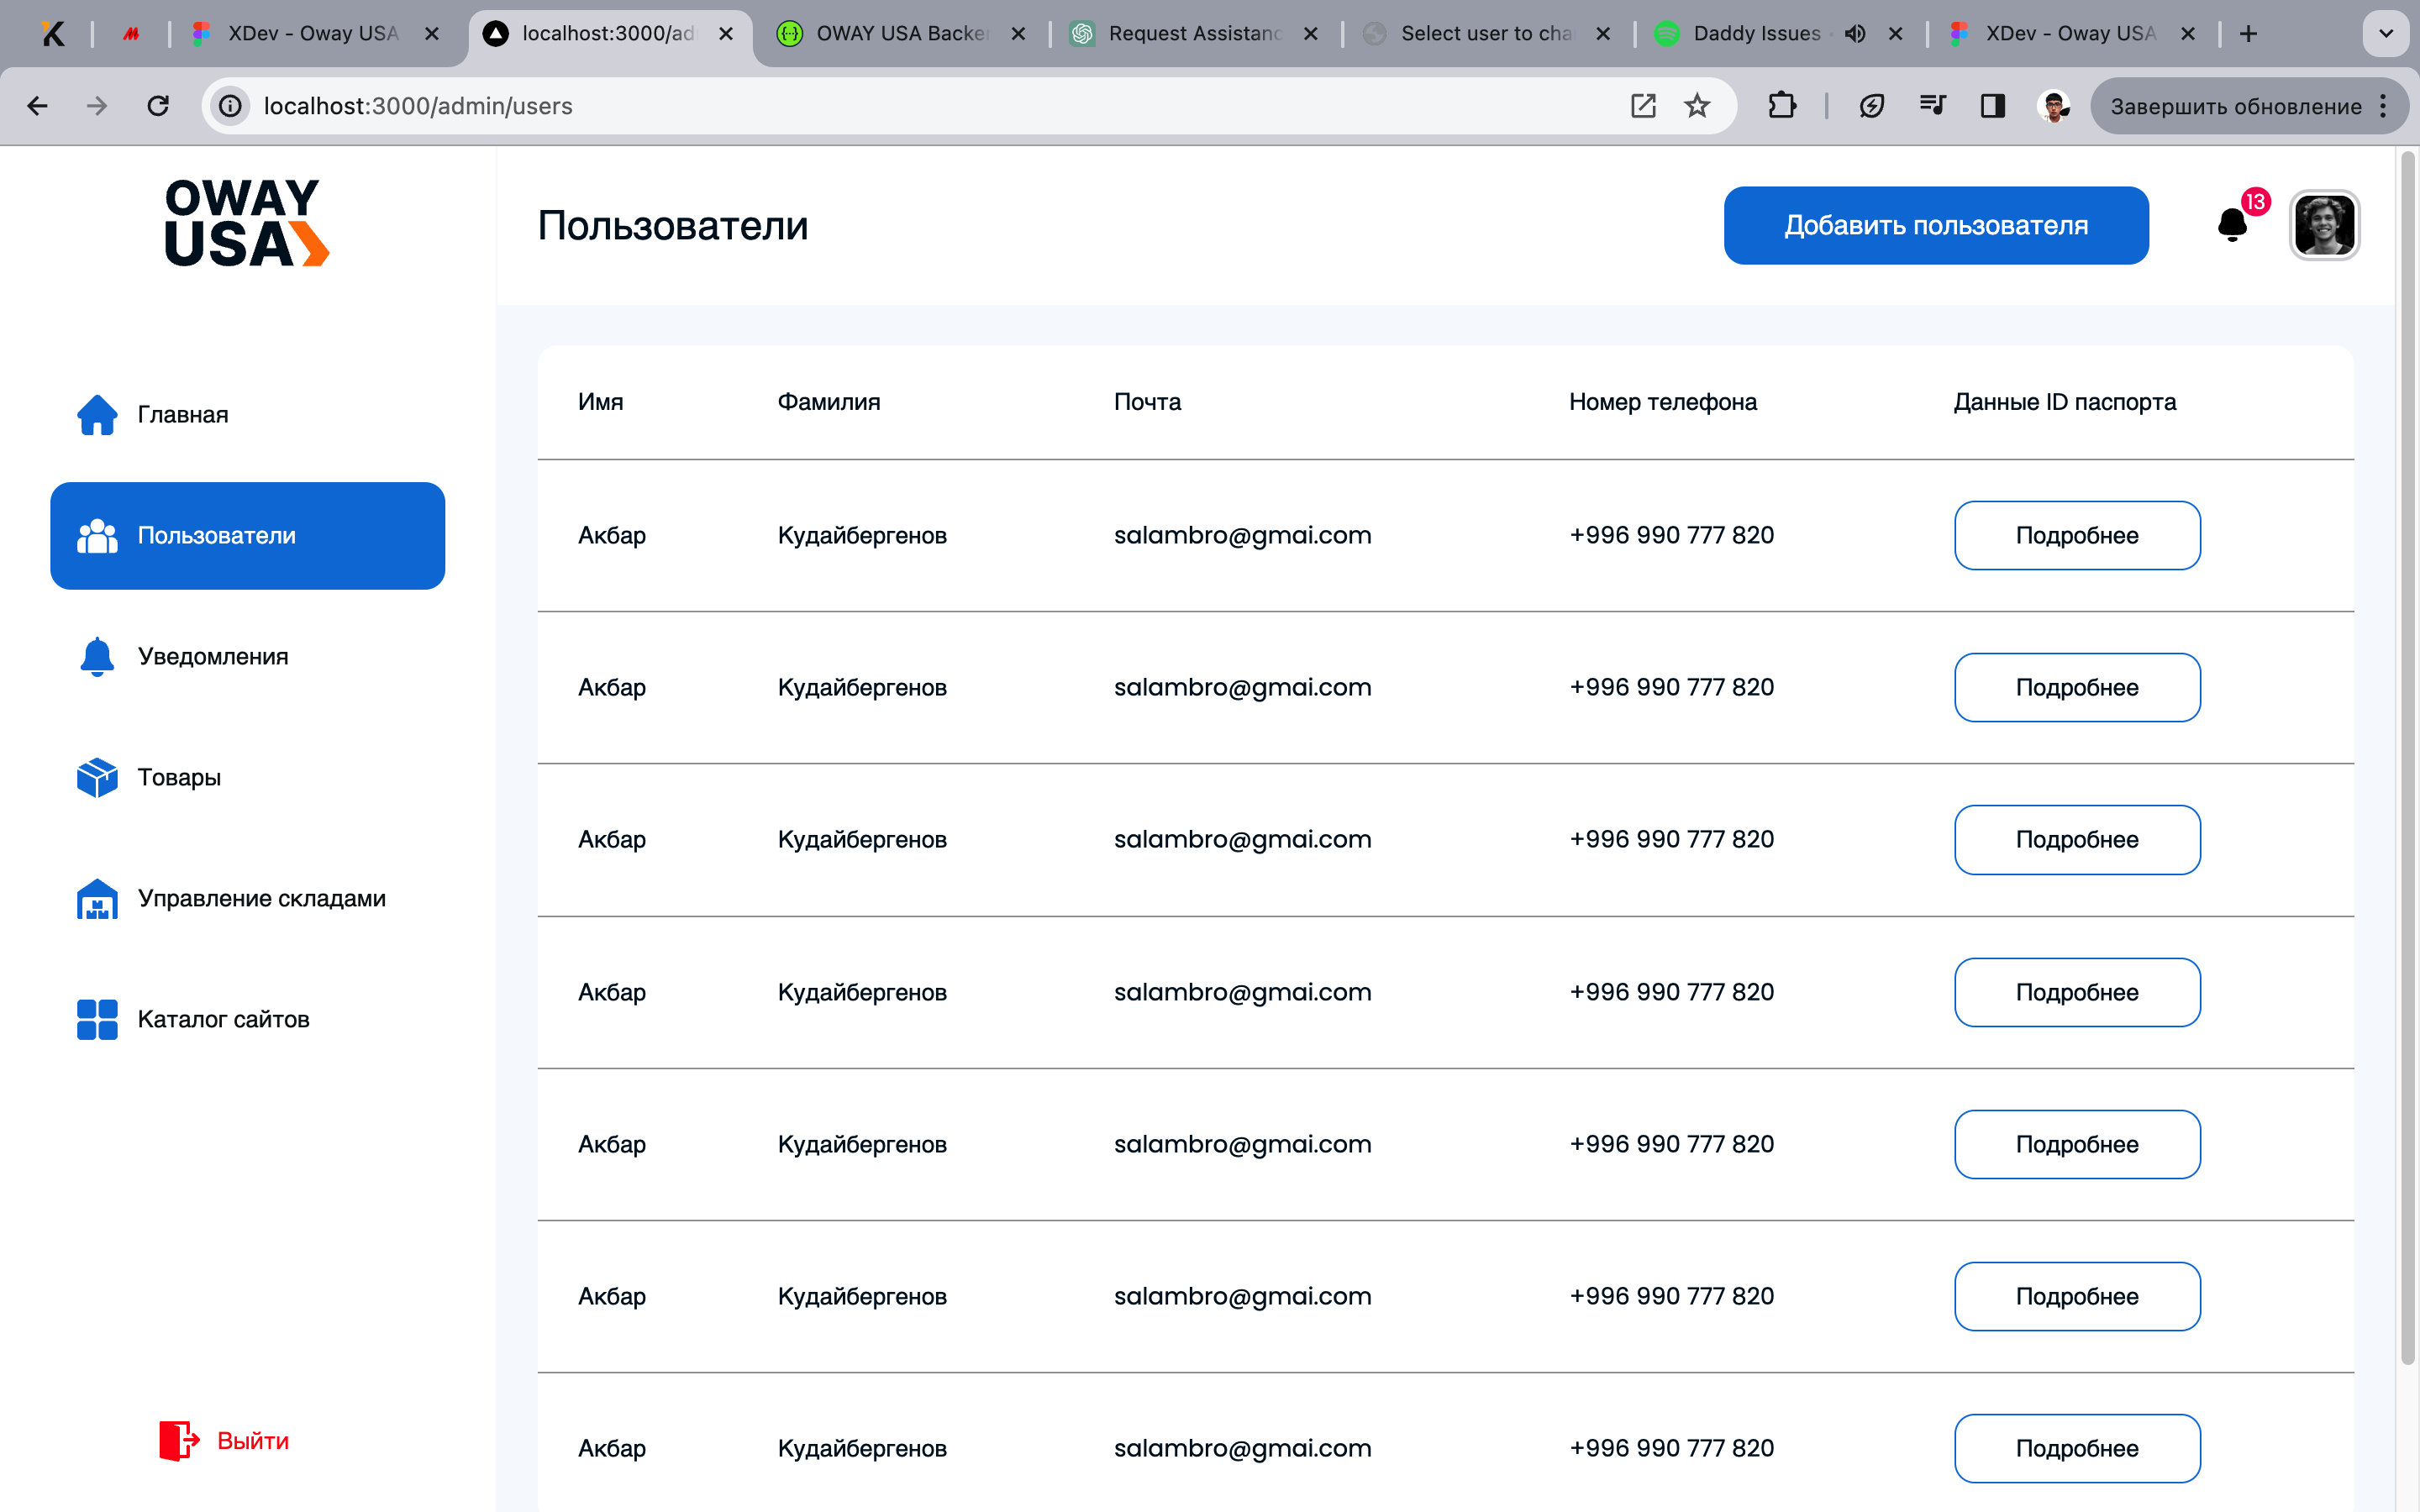 XDev - Oway USA
localhost:3000/ad
OWAY USA Backe
Request Assistanc
Select user to cha
Daddy Issues
XDev - Oway USA
localhost:3000/admin/users
Завершить обновление
OWAY
USA
Пользователи
Добавить пользователя
13
Главная
Пользователи
Уведомления
Товары
Управление складами
Каталог сайтов
Выйти
Имя Фамилия Почта Номер телефона Данные ID паспорта
Акбар Кудайбергенов salambro@gmai.com +996 990 777 820 Подробнее
Акбар Кудайбергенов salambro@gmai.com +996 990 777 820 Подробнее
Акбар Кудайбергенов salambro@gmai.com +996 990 777 820 Подробнее
Акбар Кудайбергенов salambro@gmai.com +996 990 777 820 Подробнее
Акбар Кудайбергенов salambro@gmai.com +996 990 777 820 Подробнее
Акбар Кудайбергенов salambro@gmai.com +996 990 777 820 Подробнее
Акбар Кудайбергенов salambro@gmai.com +996 990 777 820 Подробнее